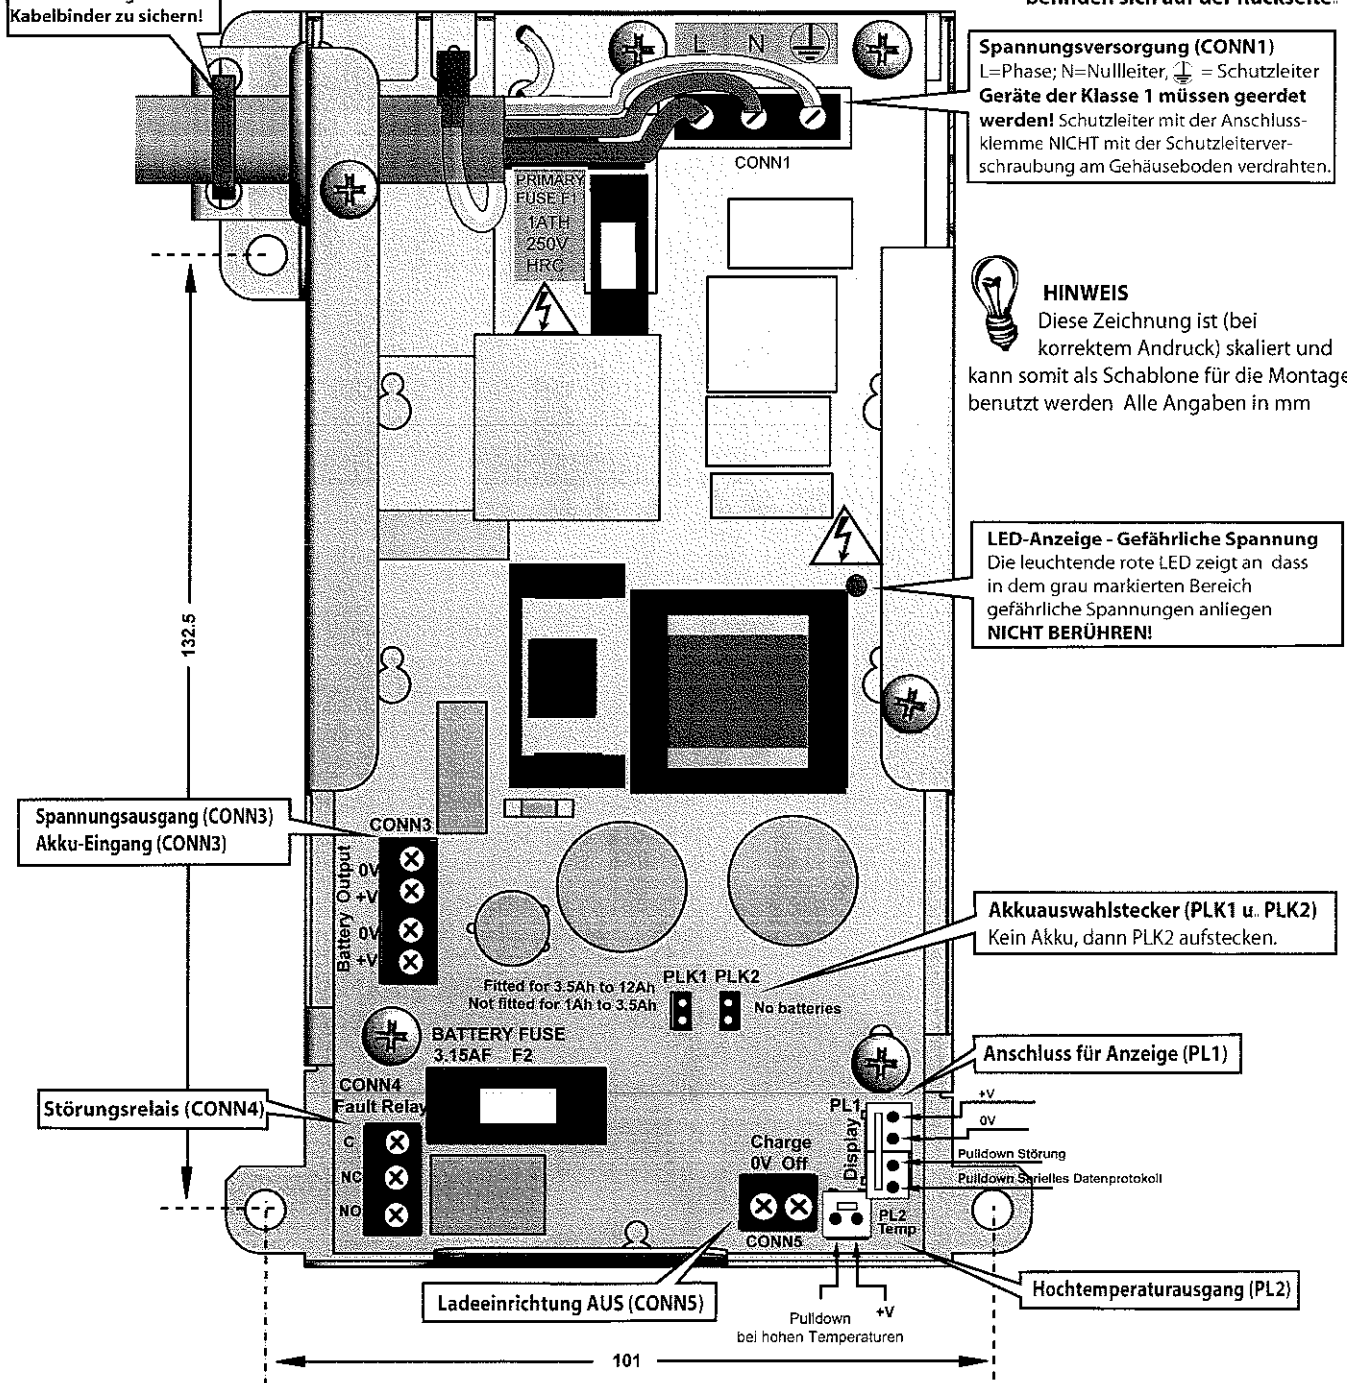 Kabelbinder zu sichern!
befinden sich auf der Rückseite.
L N
Spannungsversorgung (CONN1)
L=Phase; N=Nullleiter, = Schutzleiter
Geräte der Klasse 1 müssen geerdet
werden! Schutzleiter mit der Anschluss-
klemme NICHT mit der Schutzleiterver-
schraubung am Gehäuseboden verdrahten.
CONN1
PRIMARY
FUSE F1
1ATH
250V
HRC
HINWEIS
Diese Zeichnung ist (bei
korrektem Andruck) skaliert und
kann somit als Schablone für die Montage
benutzt werden Alle Angaben in mm
LED-Anzeige - Gefährliche Spannung
Die leuchtende rote LED zeigt an dass
in dem grau markierten Bereich
gefährliche Spannungen anliegen
NICHT BERÜHREN!
132.5
Spannungsausgang (CONN3)
Akku-Eingang (CONN3)
CONN3
Battery Output
0V
+V
0V
+V
Akkuauswahlstecker (PLK1 u. PLK2)
Kein Akku, dann PLK2 aufstecken.
PLK1 PLK2
Fitted for 3.5Ah to 12Ah
Not fitted for 1Ah to 3.5Ah
No batteries
BATTERY FUSE
3.15AF F2
Anschluss für Anzeige (PL1)
CONN4
Fault Relay
Störungsrelais (CONN4)
C
NC
NO
PL1
Display
+V
0V
Pulldown Störung
Pulldown Serielles Datenprotokoll
Charge
0V Off
CONN5
PL2
Temp
Ladeeinrichtung AUS (CONN5)
Hochtemperaturausgang (PL2)
Pulldown +V
bei hohen Temperaturen
101